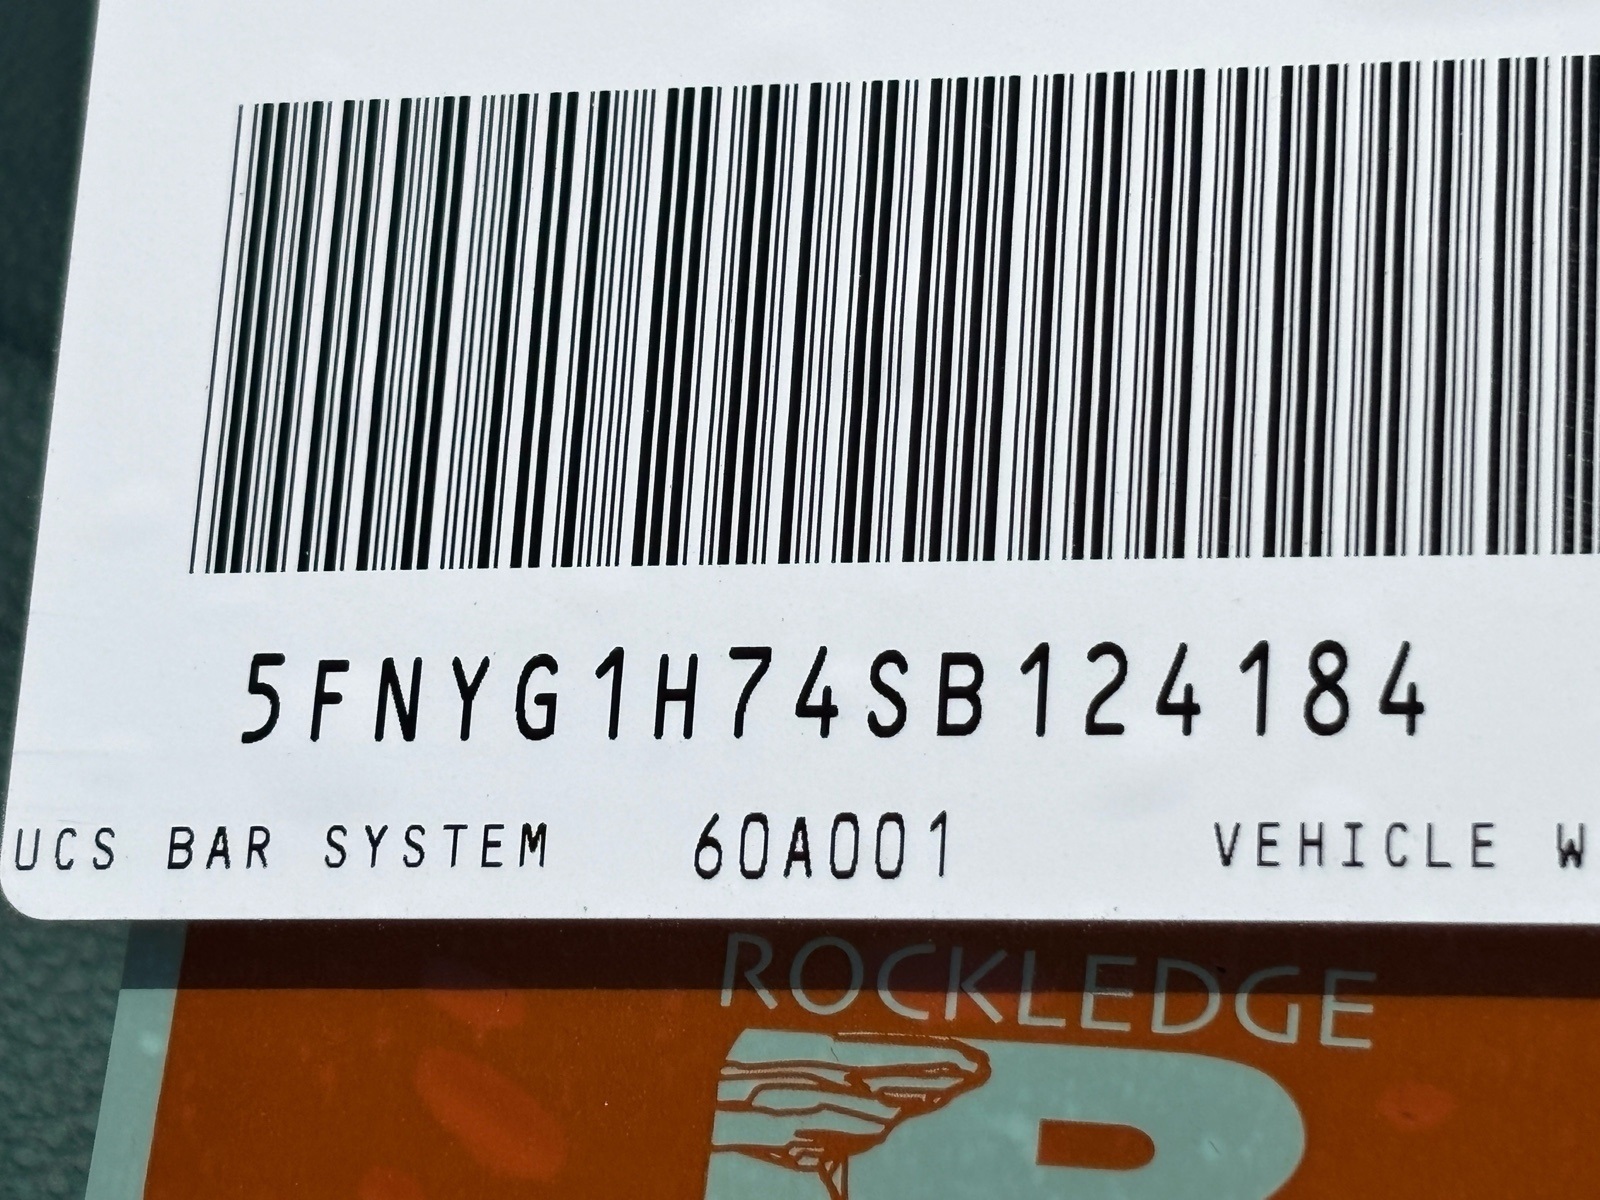 5FNYG1H74SB124184
UCS BAR SYSTEM 60A001 VEHICLE W
ROCKLEDGE
R